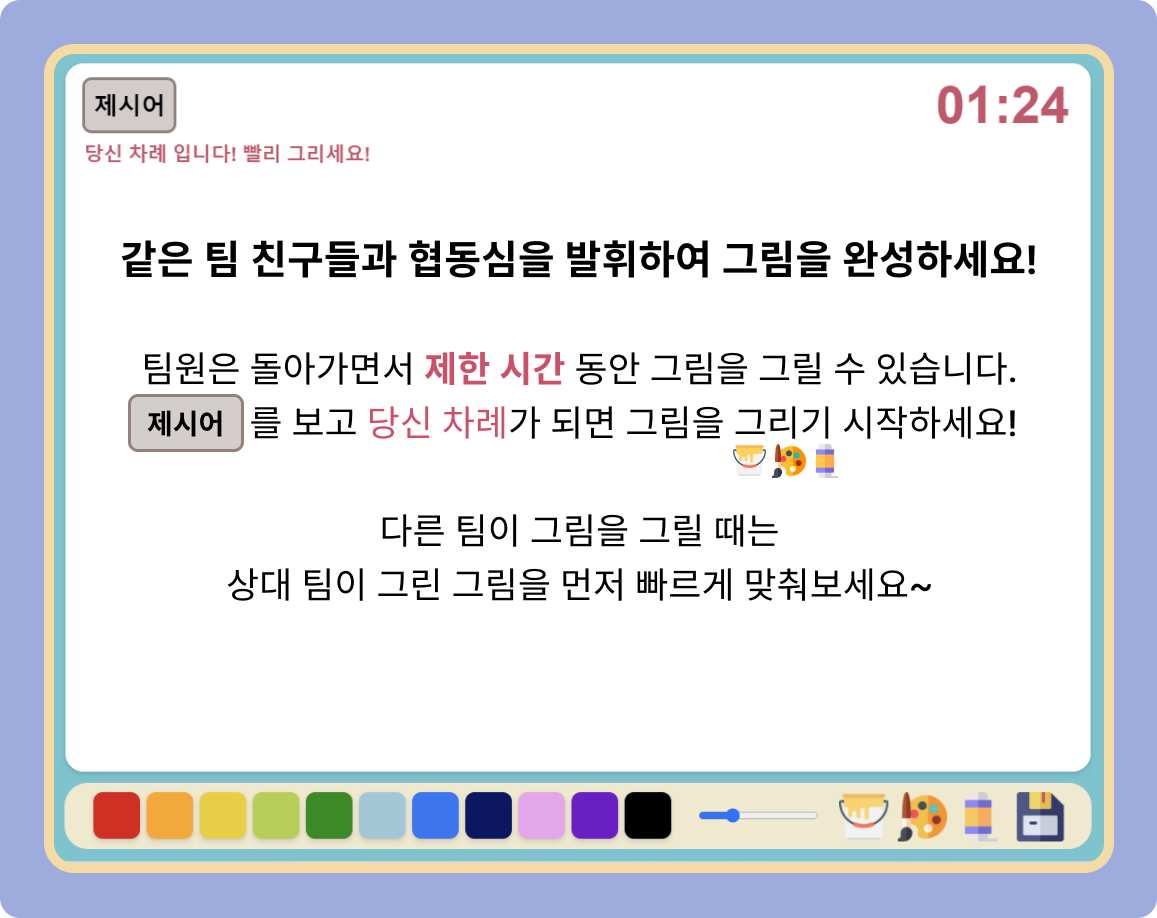 제시어
01:24
당신 차례 입니다! 빨리 그리세요!
같은 팀 친구들과 협동심을 발휘하여 그림을 완성하세요!
팀원은 돌아가면서 제한 시간 동안 그림을 그릴 수 있습니다.
제시어 를 보고 당신 차례가 되면 그림을 그리기 시작하세요!
다른 팀이 그림을 그릴 때는
상대 팀이 그린 그림을 먼저 빠르게 맞춰보세요~